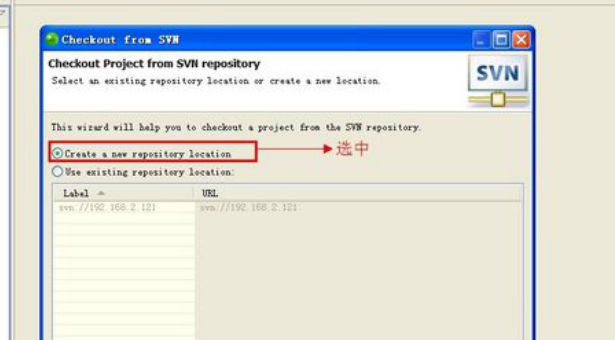 Checkout from SVN
Checkout Project from SVN repository
Select an existing repository location or create a new location.
SVN
This wizard will help you to checkout a project from the SVN repository.
Create a new repository location
选中
Use existing repository location:
Label URL
svn://192.168.2.121 svn://192.168.2.121